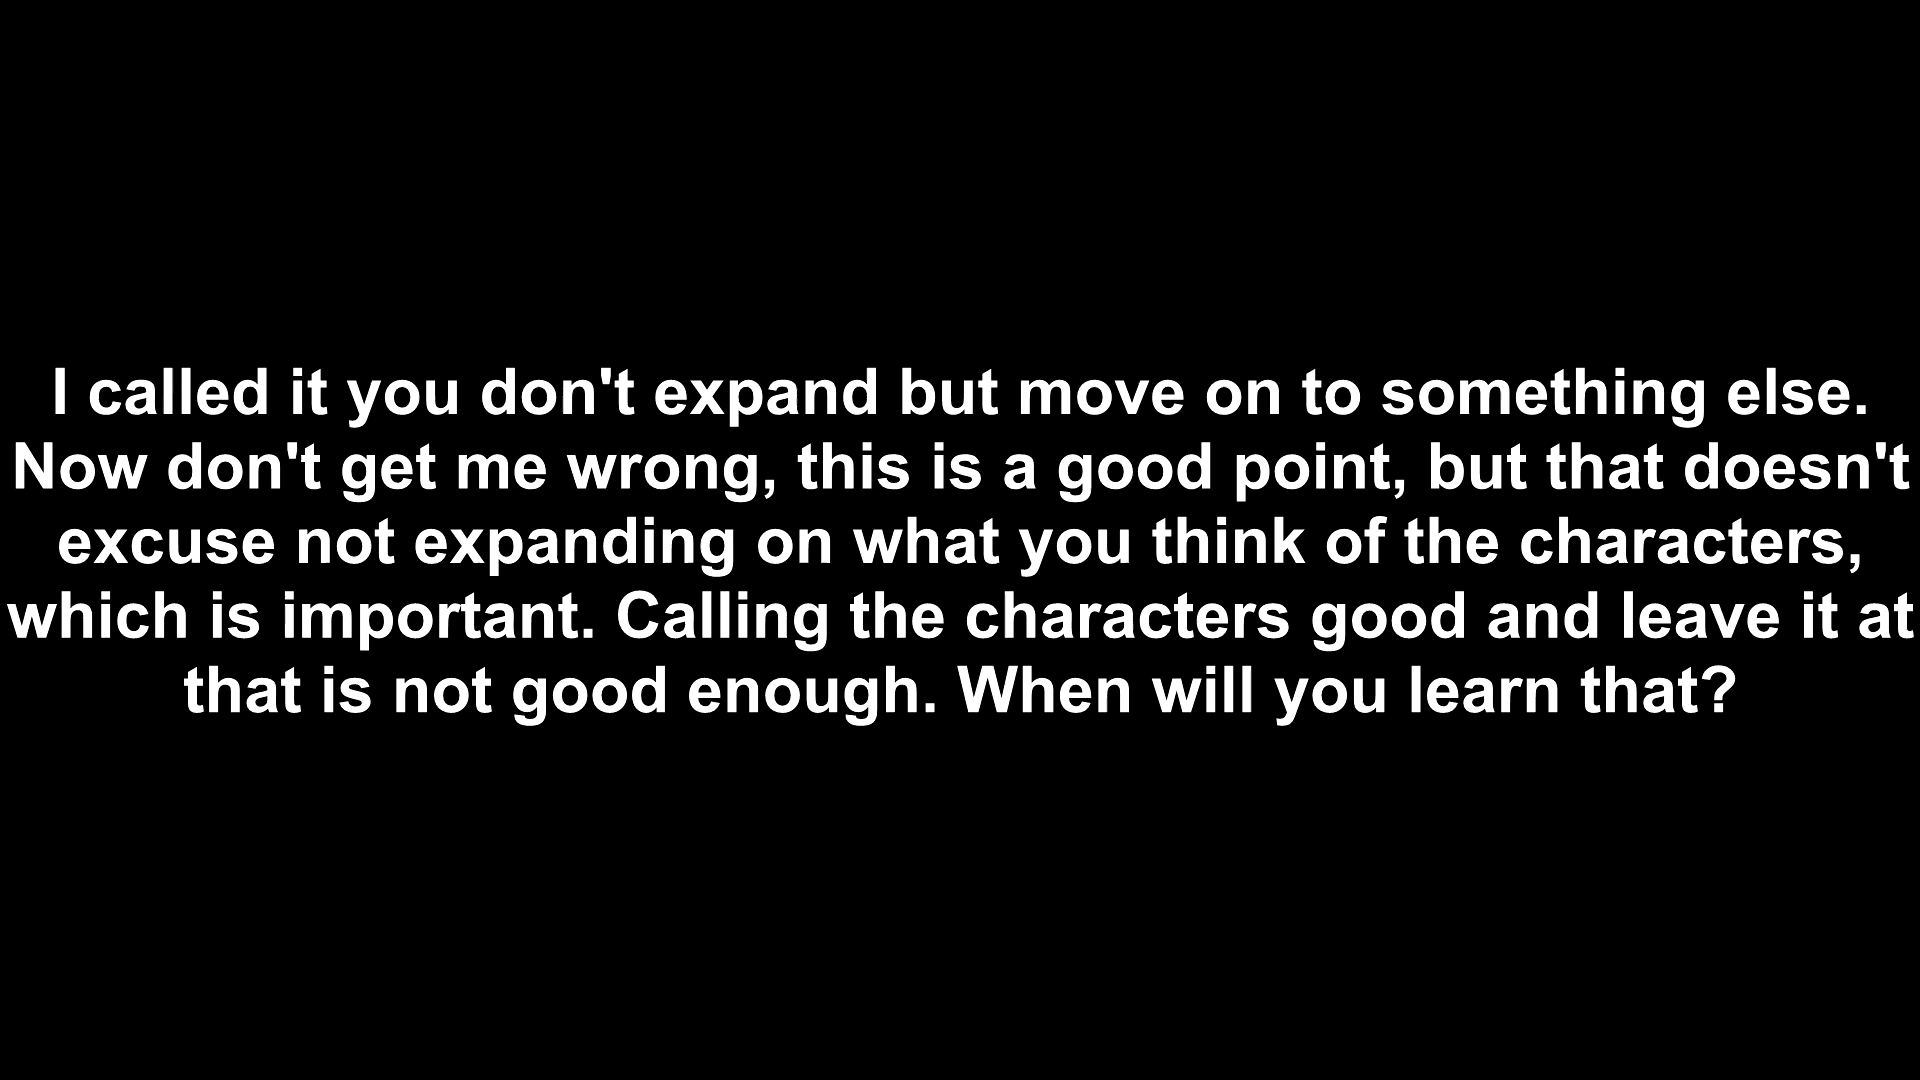 I called it you don't expand but move on to something else.
Now don't get me wrong, this is a good point, but that doesn't
excuse not expanding on what you think of the characters,
which is important. Calling the characters good and leave it at
that is not good enough. When will you learn that?